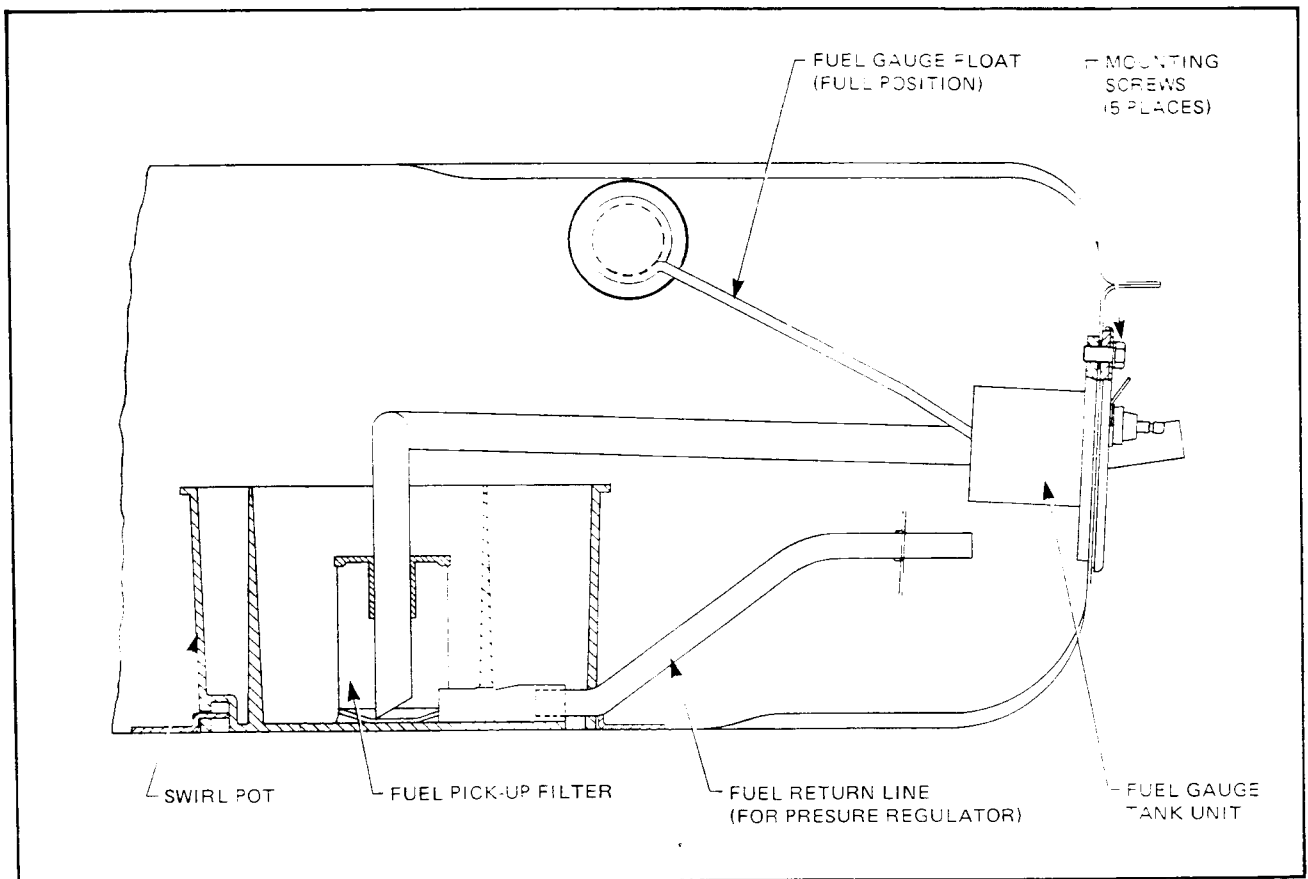 FUEL GAUGE FLOAT
(FULL POSITION)
MOUNTING
SCREWS
(5 PLACES)
SWIRL POT
FUEL PICK-UP FILTER
FUEL RETURN LINE
(FOR PRESURE REGULATOR)
FUEL GAUGE
TANK UNIT